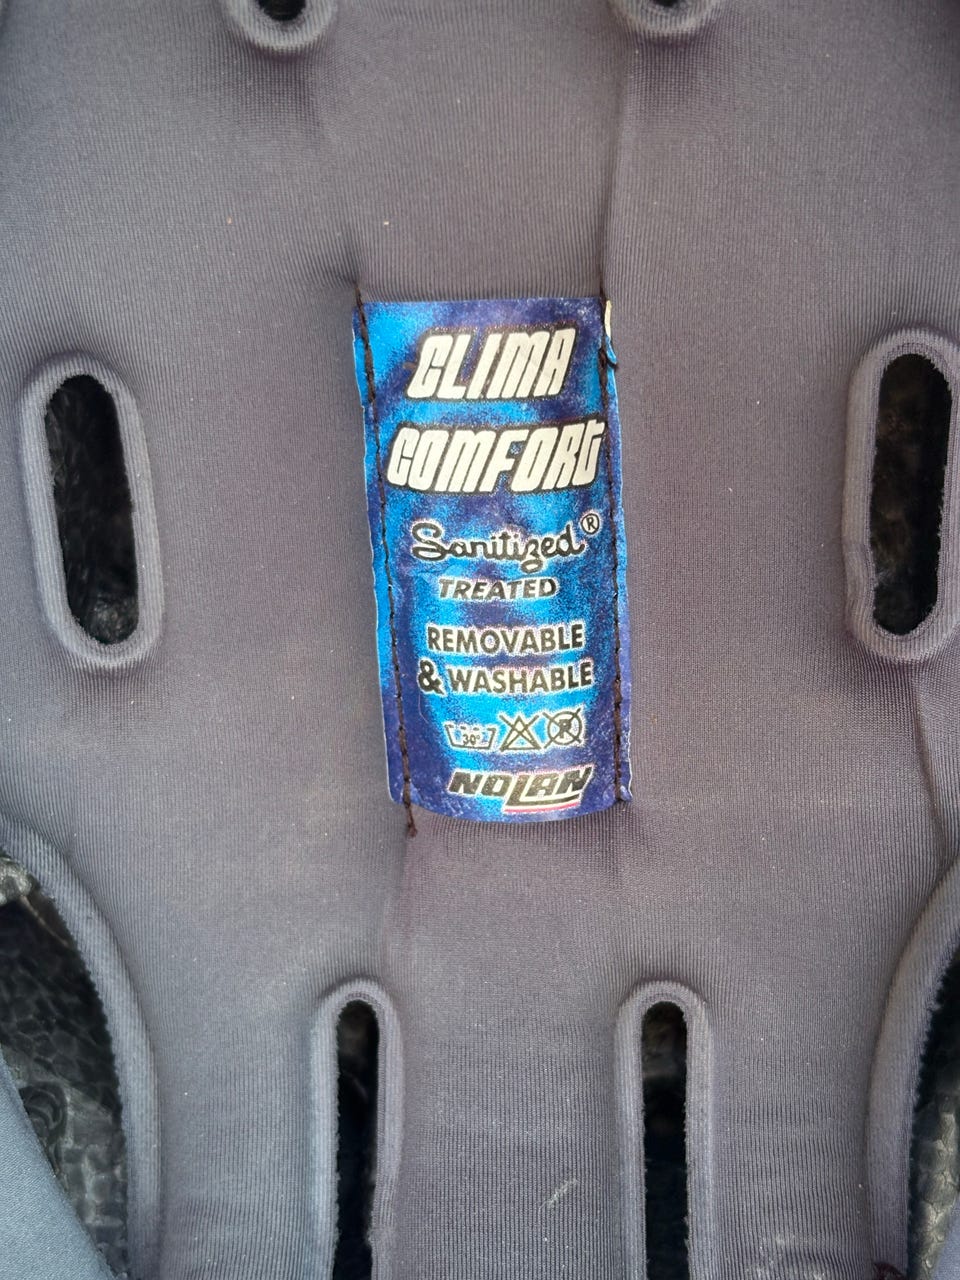 CLIMA
COMFORT
Sanitized®
TREATED
REMOVABLE
& WASHABLE
30° P
NOLAN